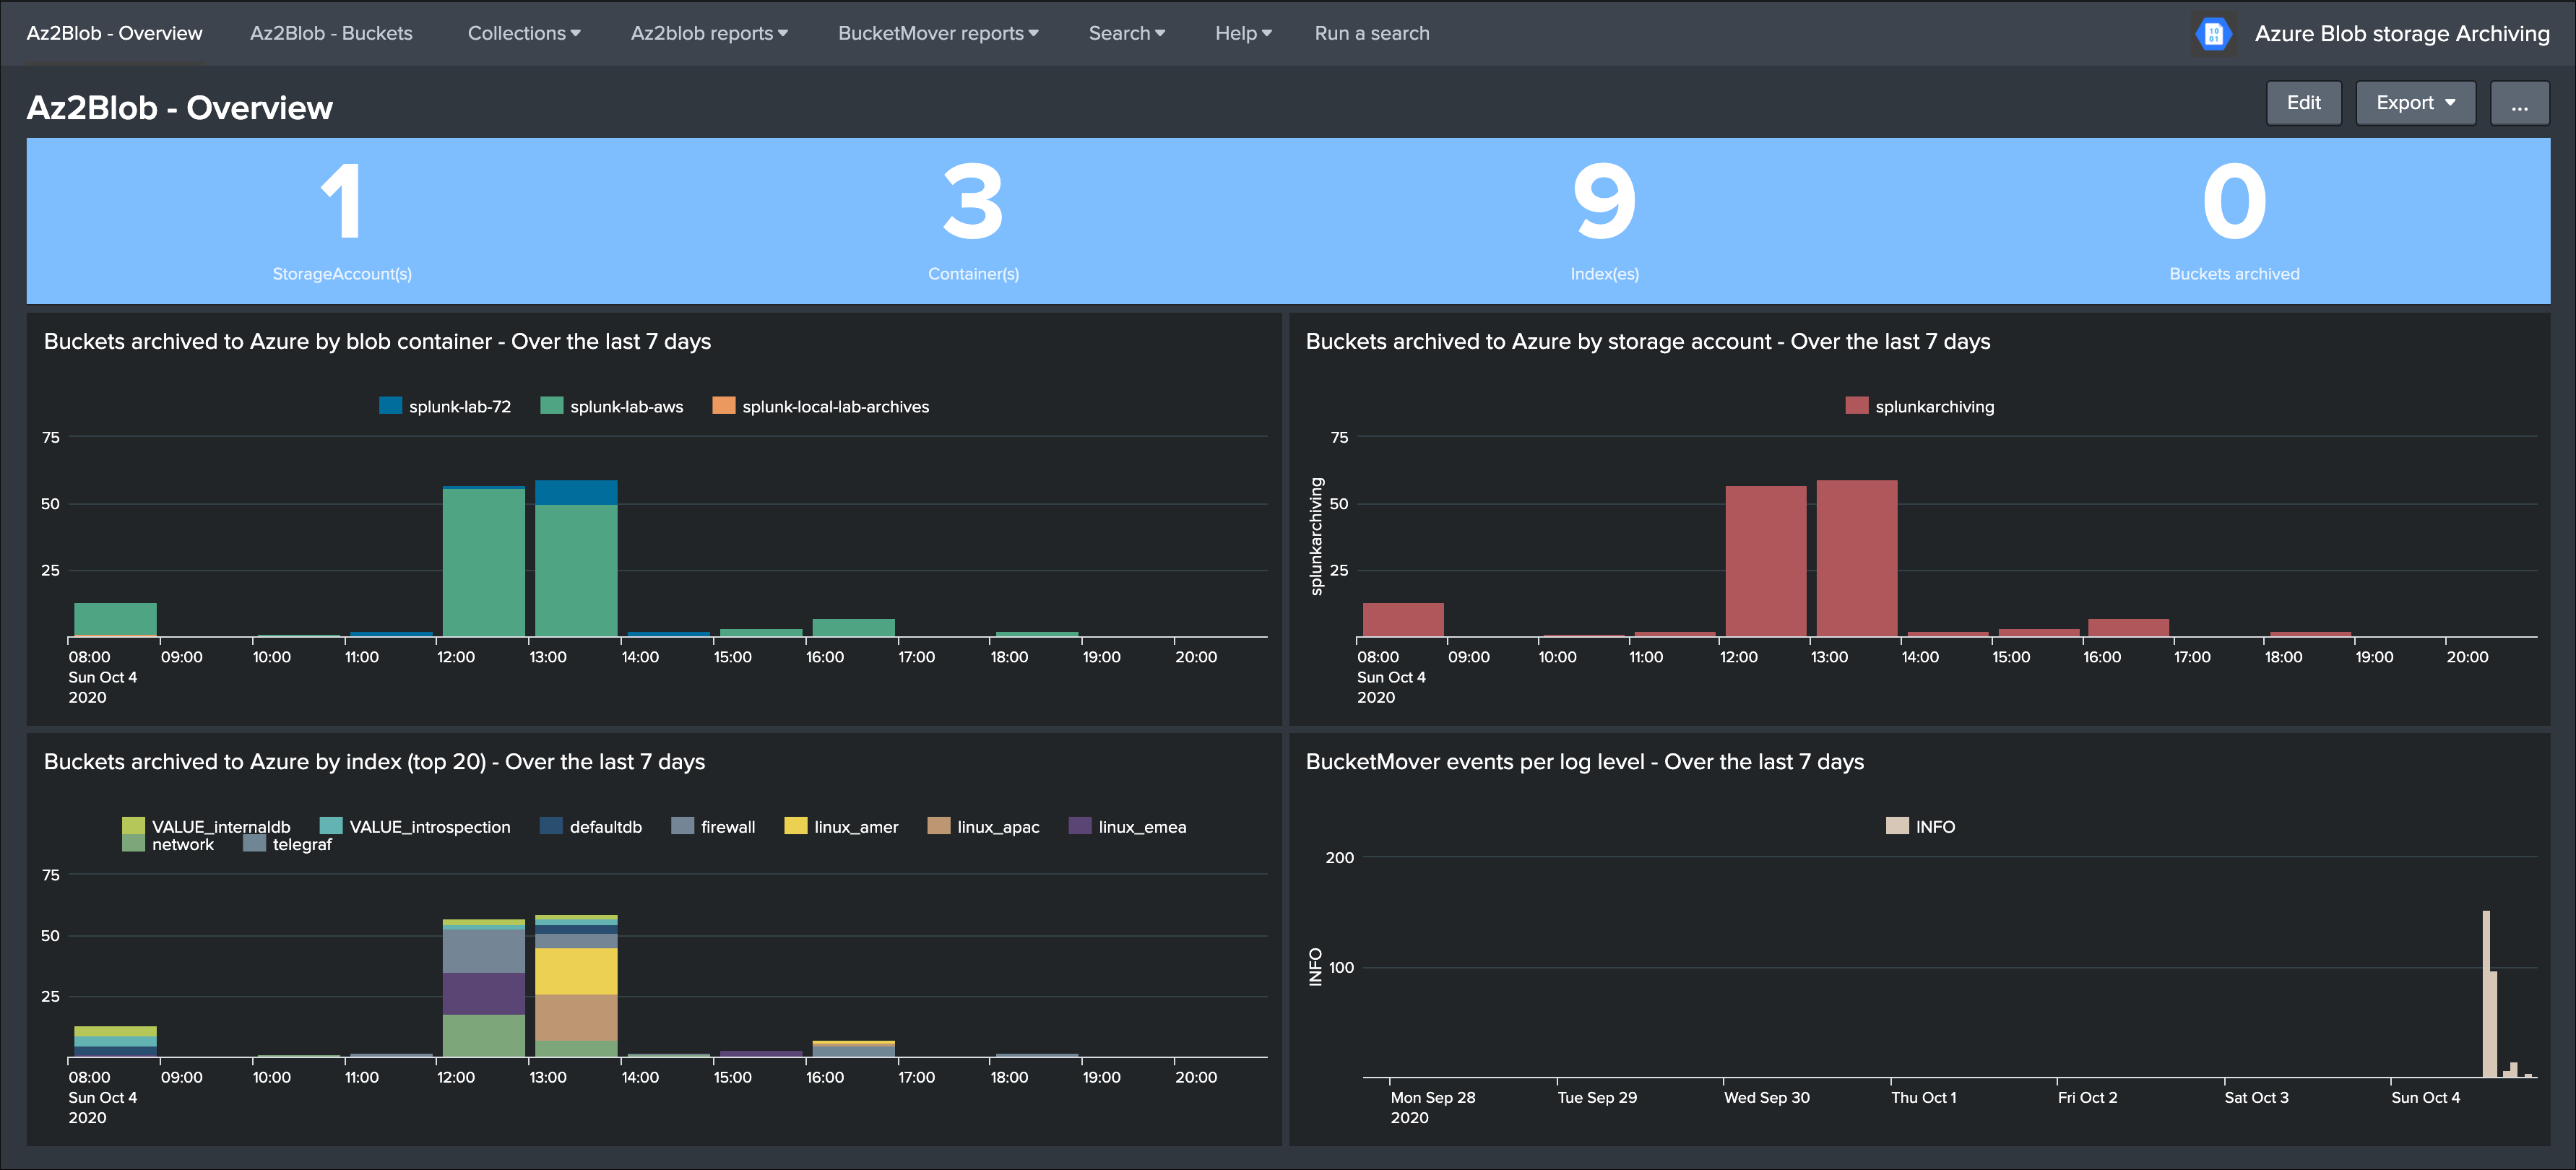 Az2Blob - Overview
Az2Blob - Buckets
Collections
Az2blob reports
BucketMover reports
Search
Help
Run a search
10
01
Azure Blob storage Archiving
Az2Blob - Overview
Edit
Export
...
1
StorageAccount(s)
3
Container(s)
9
Index(es)
0
Buckets archived
Buckets archived to Azure by blob container - Over the last 7 days
splunk-lab-72 splunk-lab-aws splunk-local-lab-archives
75
50
25
08:00 09:00 10:00 11:00 12:00 13:00 14:00 15:00 16:00 17:00 18:00 19:00 20:00
Sun Oct 4
2020
Buckets archived to Azure by storage account - Over the last 7 days
splunkarchiving
splunkarchiving
75
50
25
08:00 09:00 10:00 11:00 12:00 13:00 14:00 15:00 16:00 17:00 18:00 19:00 20:00
Sun Oct 4
2020
Buckets archived to Azure by index (top 20) - Over the last 7 days
VALUE_internaldb VALUE_introspection defaultdb firewall linux_amer linux_apac linux_emea
network telegraf
75
50
25
08:00 09:00 10:00 11:00 12:00 13:00 14:00 15:00 16:00 17:00 18:00 19:00 20:00
Sun Oct 4
2020
BucketMover events per log level - Over the last 7 days
INFO
INFO
200
100
Mon Sep 28 Tue Sep 29 Wed Sep 30 Thu Oct 1 Fri Oct 2 Sat Oct 3 Sun Oct 4
2020